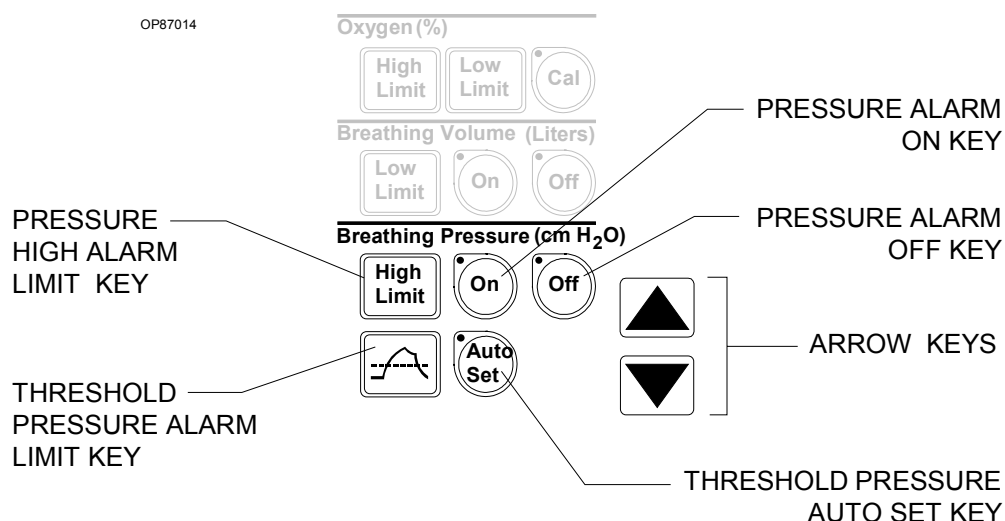 OP87014
Oxygen (%)
High
Limit
Low
Limit
Cal
Breathing Volume (Liters)
Low
Limit
On
Off
Breathing Pressure (cm H2O)
High
Limit
On
Off
Auto
Set
PRESSURE ALARM
ON KEY
PRESSURE
HIGH ALARM
LIMIT KEY
PRESSURE ALARM
OFF KEY
ARROW KEYS
THRESHOLD
PRESSURE ALARM
LIMIT KEY
THRESHOLD PRESSURE
AUTO SET KEY